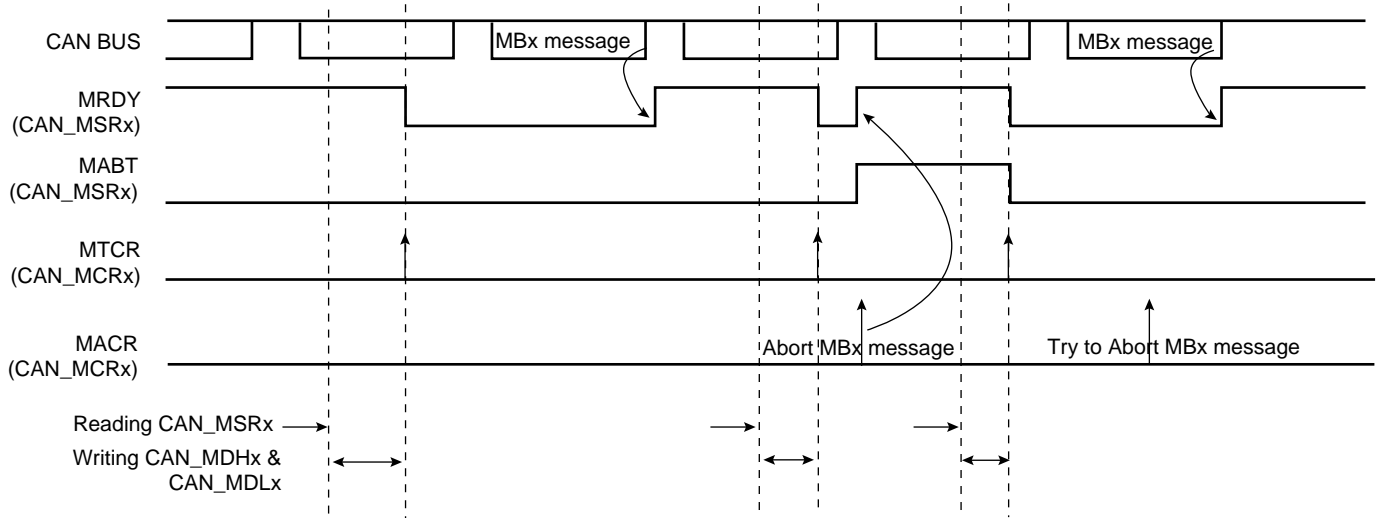 CAN BUS
MBx message
MBx message
MRDY
(CAN_MSRx)
MABT
(CAN_MSRx)
MTCR
(CAN_MCRx)
MACR
(CAN_MCRx)
Abort MBx message
Try to Abort MBx message
Reading CAN_MSRx
Writing CAN_MDHx &
CAN_MDLx